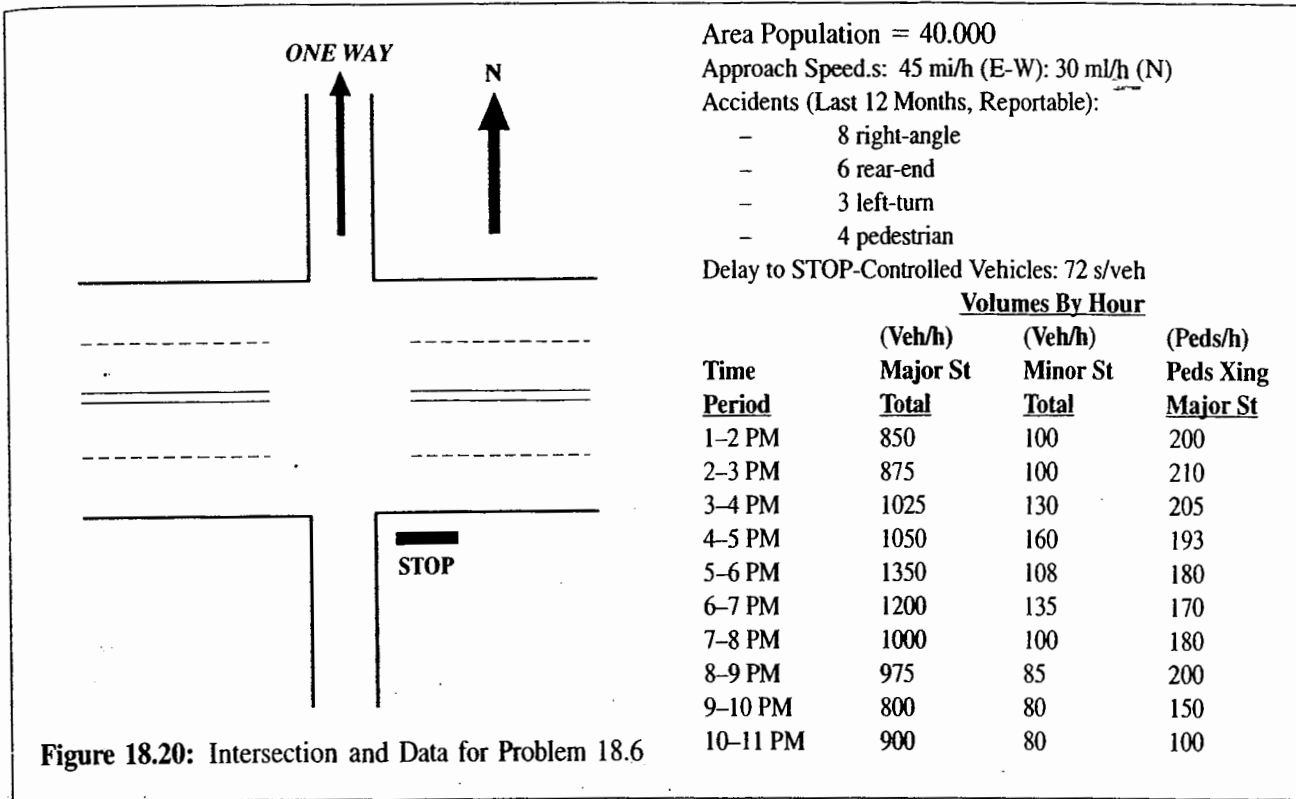 ONE WAY
N
STOP
Figure 18.20: Intersection and Data for Problem 18.6
Area Population = 40.000
Approach Speed.s: 45 mi/h (E-W): 30 ml/h (N)
Accidents (Last 12 Months, Reportable):
– 8 right-angle
– 6 rear-end
– 3 left-turn
– 4 pedestrian
Delay to STOP-Controlled Vehicles: 72 s/veh
Volumes By Hour
(Veh/h) (Veh/h) (Peds/h)
Time Major St Minor St Peds Xing
Period Total Total Major St
1–2 PM 850 100 200
2–3 PM 875 100 210
3–4 PM 1025 130 205
4–5 PM 1050 160 193
5–6 PM 1350 108 180
6–7 PM 1200 135 170
7–8 PM 1000 100 180
8–9 PM 975 85 200
9–10 PM 800 80 150
10–11 PM 900 80 100